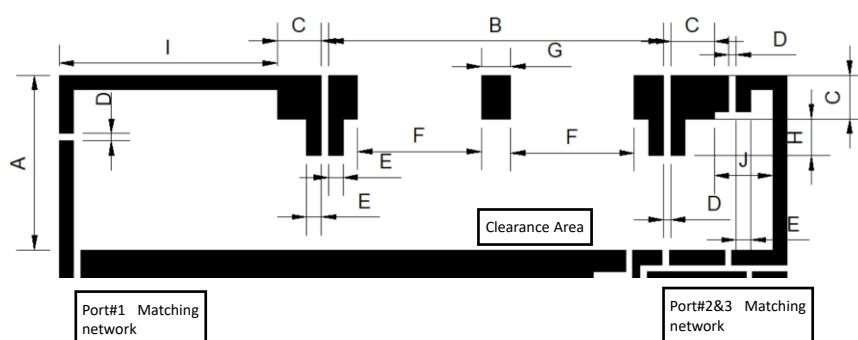 B
C
C
D
G
I
D
C
A
F
F
H
J
E
E
D
E
Clearance Area
Port#1 Matching
network
Port#2&3 Matching
network